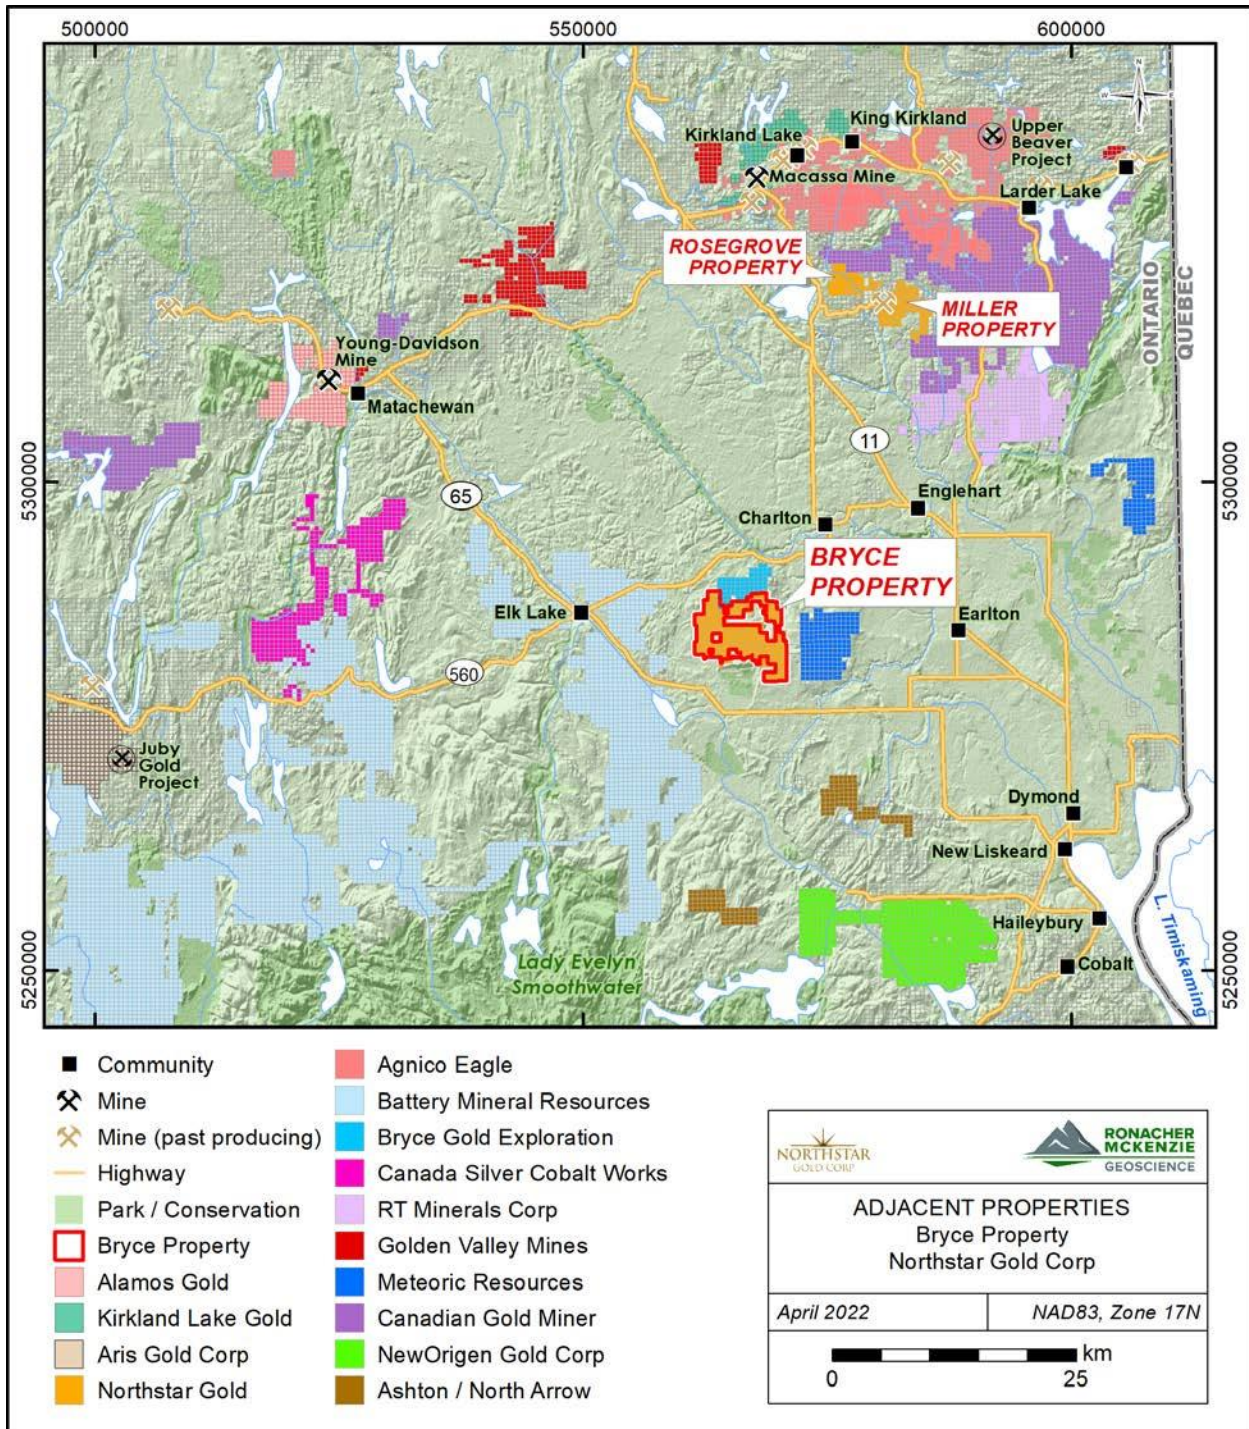 500000
550000
600000
N
W
E
S
King Kirkland
Kirkland Lake
Upper
Beaver
Project
Macassa Mine
Larder Lake
ROSEGROVE
PROPERTY
MILLER
PROPERTY
ONTARIO
QUEBEC
Young-Davidson
Mine
Matachewan
11
5300000
5300000
65
Englehart
Charlton
BRYCE
PROPERTY
Elk Lake
Earlton
560
Juby
Gold
Project
Dymond
New Liskeard
Haileybury
L. Timiskaming
Lady Evelyn
Smoothwater
Cobalt
5250000
5250000
Community
Mine
Mine (past producing)
Highway
Park / Conservation
Bryce Property
Alamos Gold
Kirkland Lake Gold
Aris Gold Corp
Northstar Gold
Agnico Eagle
Battery Mineral Resources
Bryce Gold Exploration
Canada Silver Cobalt Works
RT Minerals Corp
Golden Valley Mines
Meteoric Resources
Canadian Gold Miner
NewOrigen Gold Corp
Ashton / North Arrow
NORTHSTAR
GOLD CORP
RONACHER
MCKENZIE
GEOSCIENCE
ADJACENT PROPERTIES
Bryce Property
Northstar Gold Corp
April 2022
NAD83, Zone 17N
km
0
25